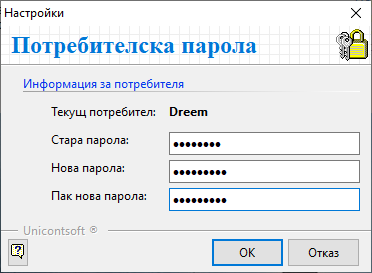 Настройки
Потребителска парола
Информация за потребителя
Текущ потребител: Dreem
Стара парола: ••••••••
Нова парола: •••••••••
Пак нова парола: •••••••••
Unicontsoft ®
OK Отказ